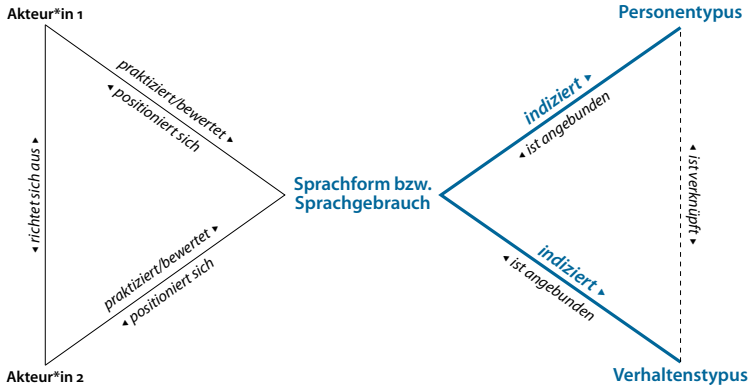 Akteur*in 1
Personentypus
praktiziert/bewertet ►
◄ positioniert sich
indiziert ►
◄ ist angebunden
◄ richtet sich aus ►
Sprachform bzw.
Sprachgebrauch
◄ ist verknüpft ►
praktiziert/bewertet ►
◄ positioniert sich
indiziert ►
◄ ist angebunden
Akteur*in 2
Verhaltenstypus